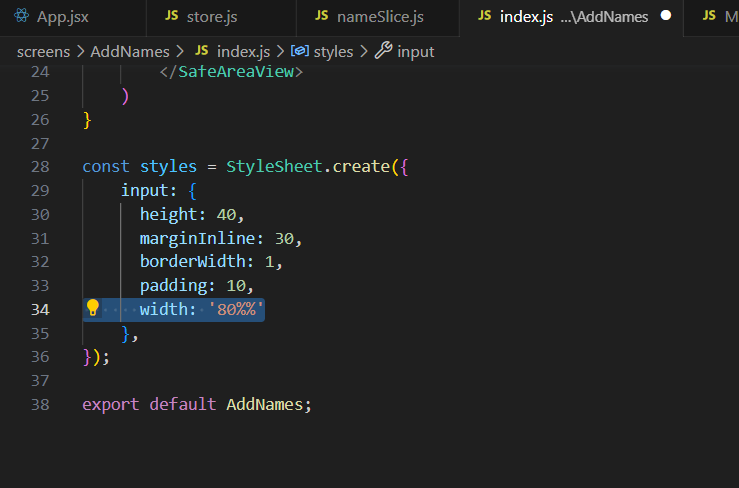 App.jsx JS store.js JS nameSlice.js JS index.js ...\AddNames JS M
screens > AddNames > JS index.js > styles > input
24 </SafeAreaView>
25 )
26 }
27
28 const styles = StyleSheet.create({
29 input: {
30 height: 40,
31 marginInline: 30,
32 borderWidth: 1,
33 padding: 10,
34 width: '80%%'
35 },
36 });
37
38 export default AddNames;